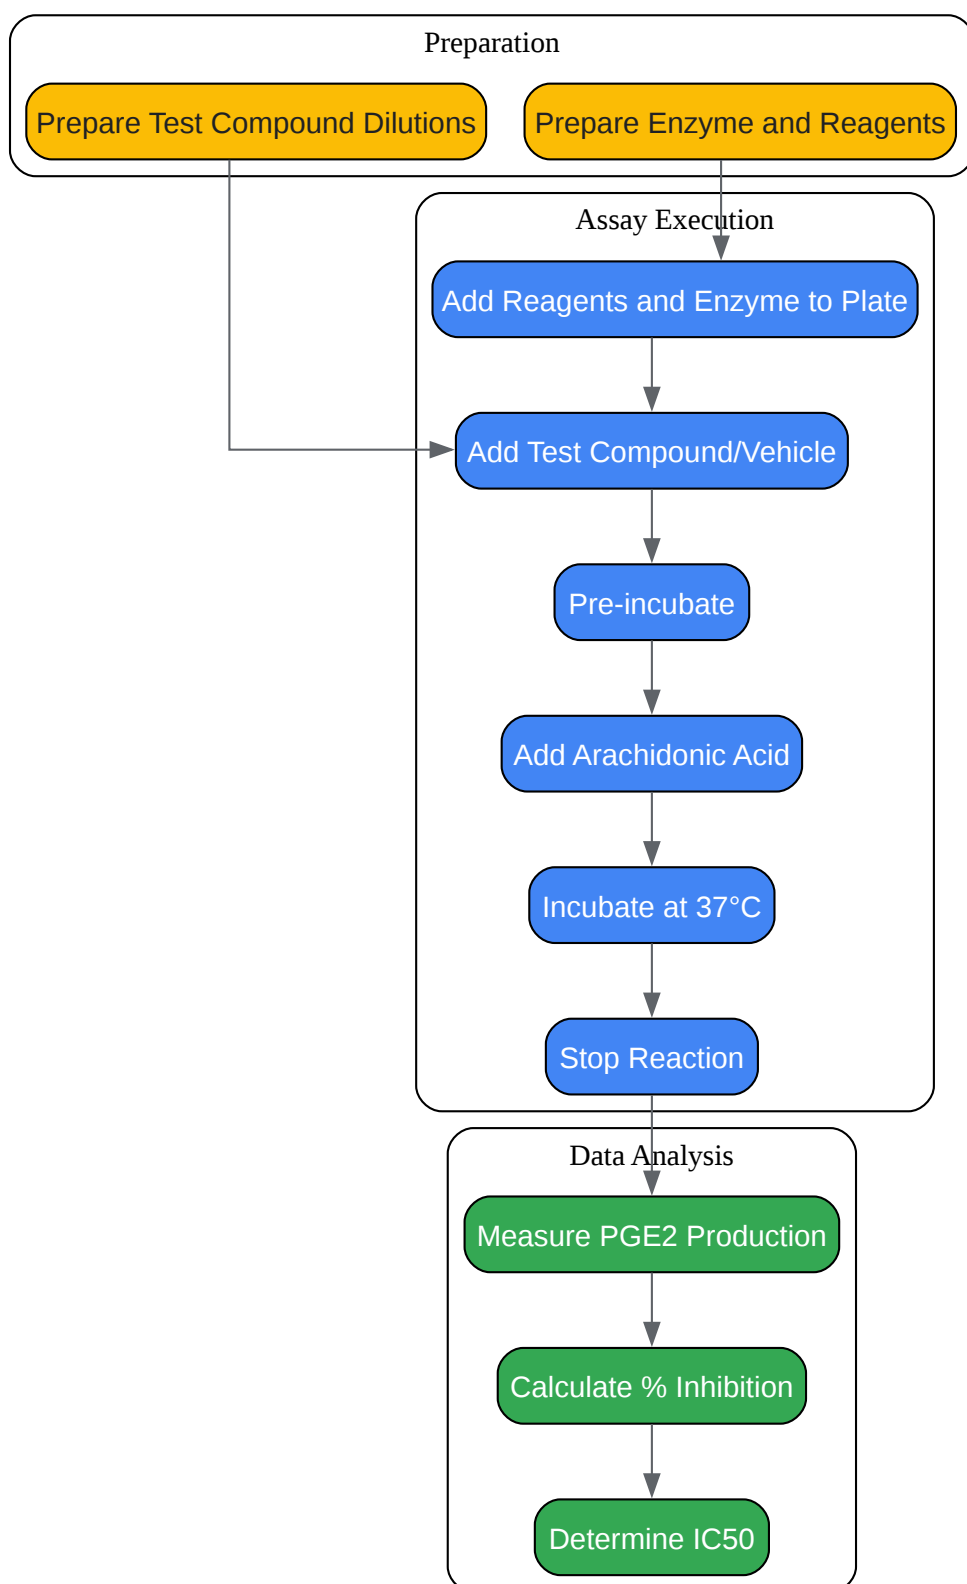 Preparation
Prepare Test Compound Dilutions
Prepare Enzyme and Reagents
Assay Execution
Add Reagents and Enzyme to Plate
Add Test Compound/Vehicle
Pre-incubate
Add Arachidonic Acid
Incubate at 37°C
Stop Reaction
Data Analysis
Measure PGE2 Production
Calculate % Inhibition
Determine IC50